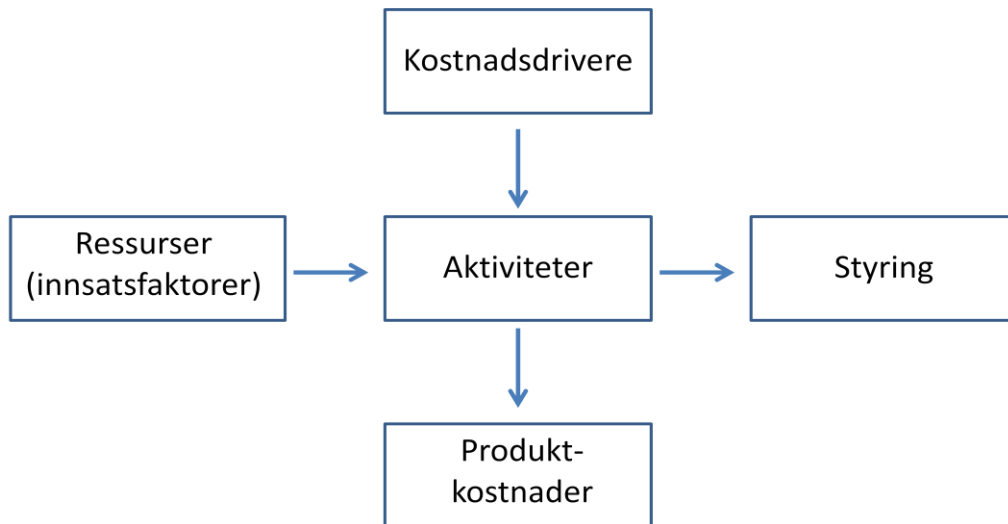 Kostnadsdrivere
Ressurser
(innsatsfaktorer)
Aktiviteter
Styring
Produkt-
kostnader